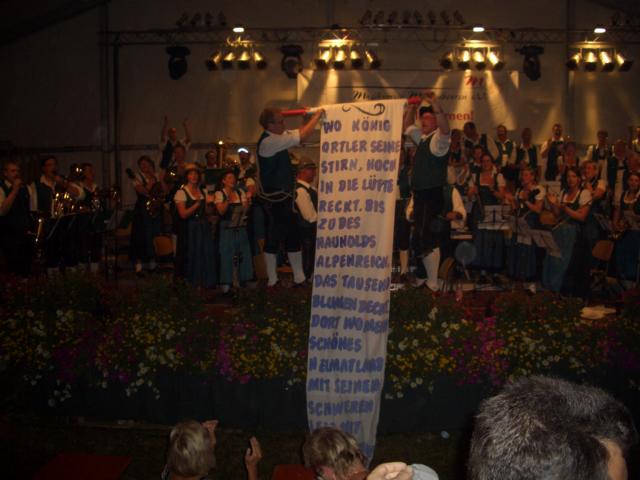 WO KÖNIG
ORTLER SEINE
STIRN, HOCH
IN DIE LÜFTE
RECKT. BIS
ZU DES
HAUNOLDS
ALPENREICH,
DAS TAUSEND
BLUMEN DECKT.
DORT WO MEIN
SCHÖNES
HEIMATLAND
MIT SEINEM
SCHWEREN